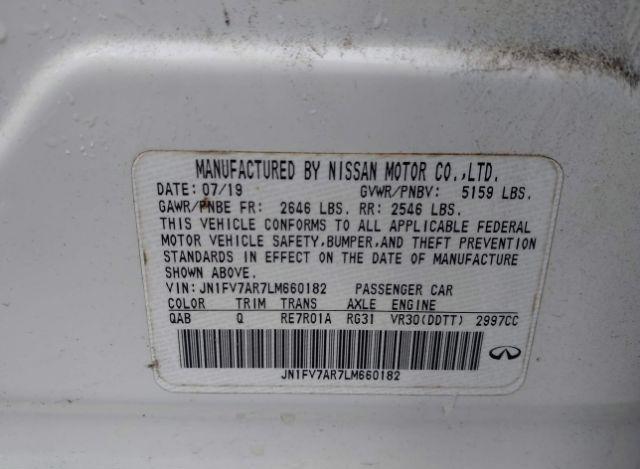 MANUFACTURED BY NISSAN MOTOR CO.,LTD.
DATE: 07/19 GVWR/PNBV: 5159 LBS.
GAWR/PNBE FR: 2646 LBS. RR: 2546 LBS.
THIS VEHICLE CONFORMS TO ALL APPLICABLE FEDERAL
MOTOR VEHICLE SAFETY,BUMPER,AND THEFT PREVENTION
STANDARDS IN EFFECT ON THE DATE OF MANUFACTURE
SHOWN ABOVE.
VIN: JN1FV7AR7LM660182 PASSENGER CAR
COLOR TRIM TRANS AXLE ENGINE
QAB Q RE7R01A RG31 VR30(DDTT) 2997CC
JN1FV7AR7LM660182